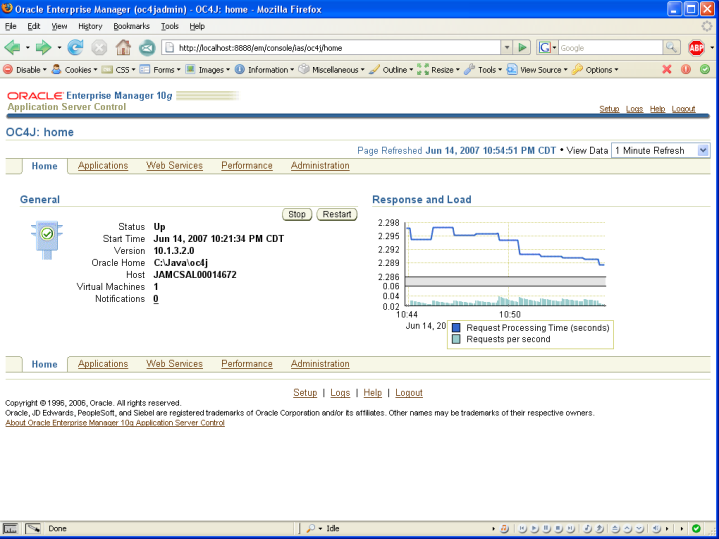 Oracle Enterprise Manager (oc4jadmin) - OC4J: home - Mozilla Firefox
File Edit View History Bookmarks Tools Help
http://localhost:8888/em/console/ias/oc4j/home
Google
ABP
Disable Cookies CSS Forms Images Information Miscellaneous Outline Resize Tools View Source Options
ORACLE Enterprise Manager 10g
Application Server Control
Setup Logs Help Logout
OC4J: home
Page Refreshed Jun 14, 2007 10:54:51 PM CDT • View Data 1 Minute Refresh
Home Applications Web Services Performance Administration
General
Stop Restart
Status Up
Start Time Jun 14, 2007 10:21:34 PM CDT
Version 10.1.3.2.0
Oracle Home C:\Java\oc4j
Host JAMCSAL00014672
Virtual Machines 1
Notifications 0
Response and Load
2.298
2.295
2.292
2.289
2.286
0.06
0.04
0.02
10:44 10:50
Jun 14, 20
Request Processing Time (seconds)
Requests per second
Home Applications Web Services Performance Administration
Setup | Logs | Help | Logout
Copyright © 1996, 2006, Oracle. All rights reserved.
Oracle, JD Edwards, PeopleSoft, and Siebel are registered trademarks of Oracle Corporation and/or its affiliates. Other names may be trademarks of their respective owners.
About Oracle Enterprise Manager 10g Application Server Control
Done Idle